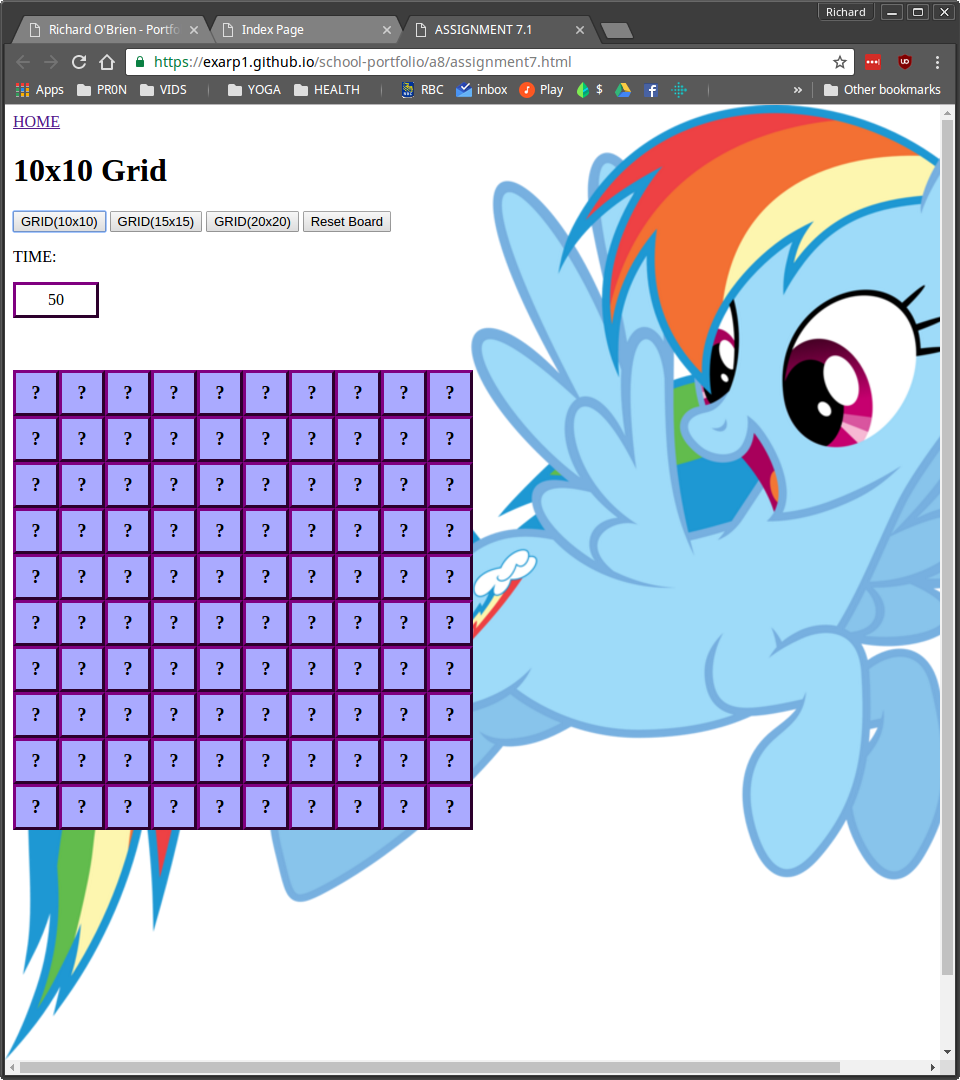 Richard
Richard O'Brien - Portfo
Index Page
ASSIGNMENT 7.1
https://exarp1.github.io/school-portfolio/a8/assignment7.html
Apps PR0N VIDS YOGA HEALTH RBC inbox Play $ f » Other bookmarks
HOME
10x10 Grid
GRID(10x10) GRID(15x15) GRID(20x20) Reset Board
TIME:
50
? ? ? ? ? ? ? ? ? ?
? ? ? ? ? ? ? ? ? ?
? ? ? ? ? ? ? ? ? ?
? ? ? ? ? ? ? ? ? ?
? ? ? ? ? ? ? ? ? ?
? ? ? ? ? ? ? ? ? ?
? ? ? ? ? ? ? ? ? ?
? ? ? ? ? ? ? ? ? ?
? ? ? ? ? ? ? ? ? ?
? ? ? ? ? ? ? ? ? ?